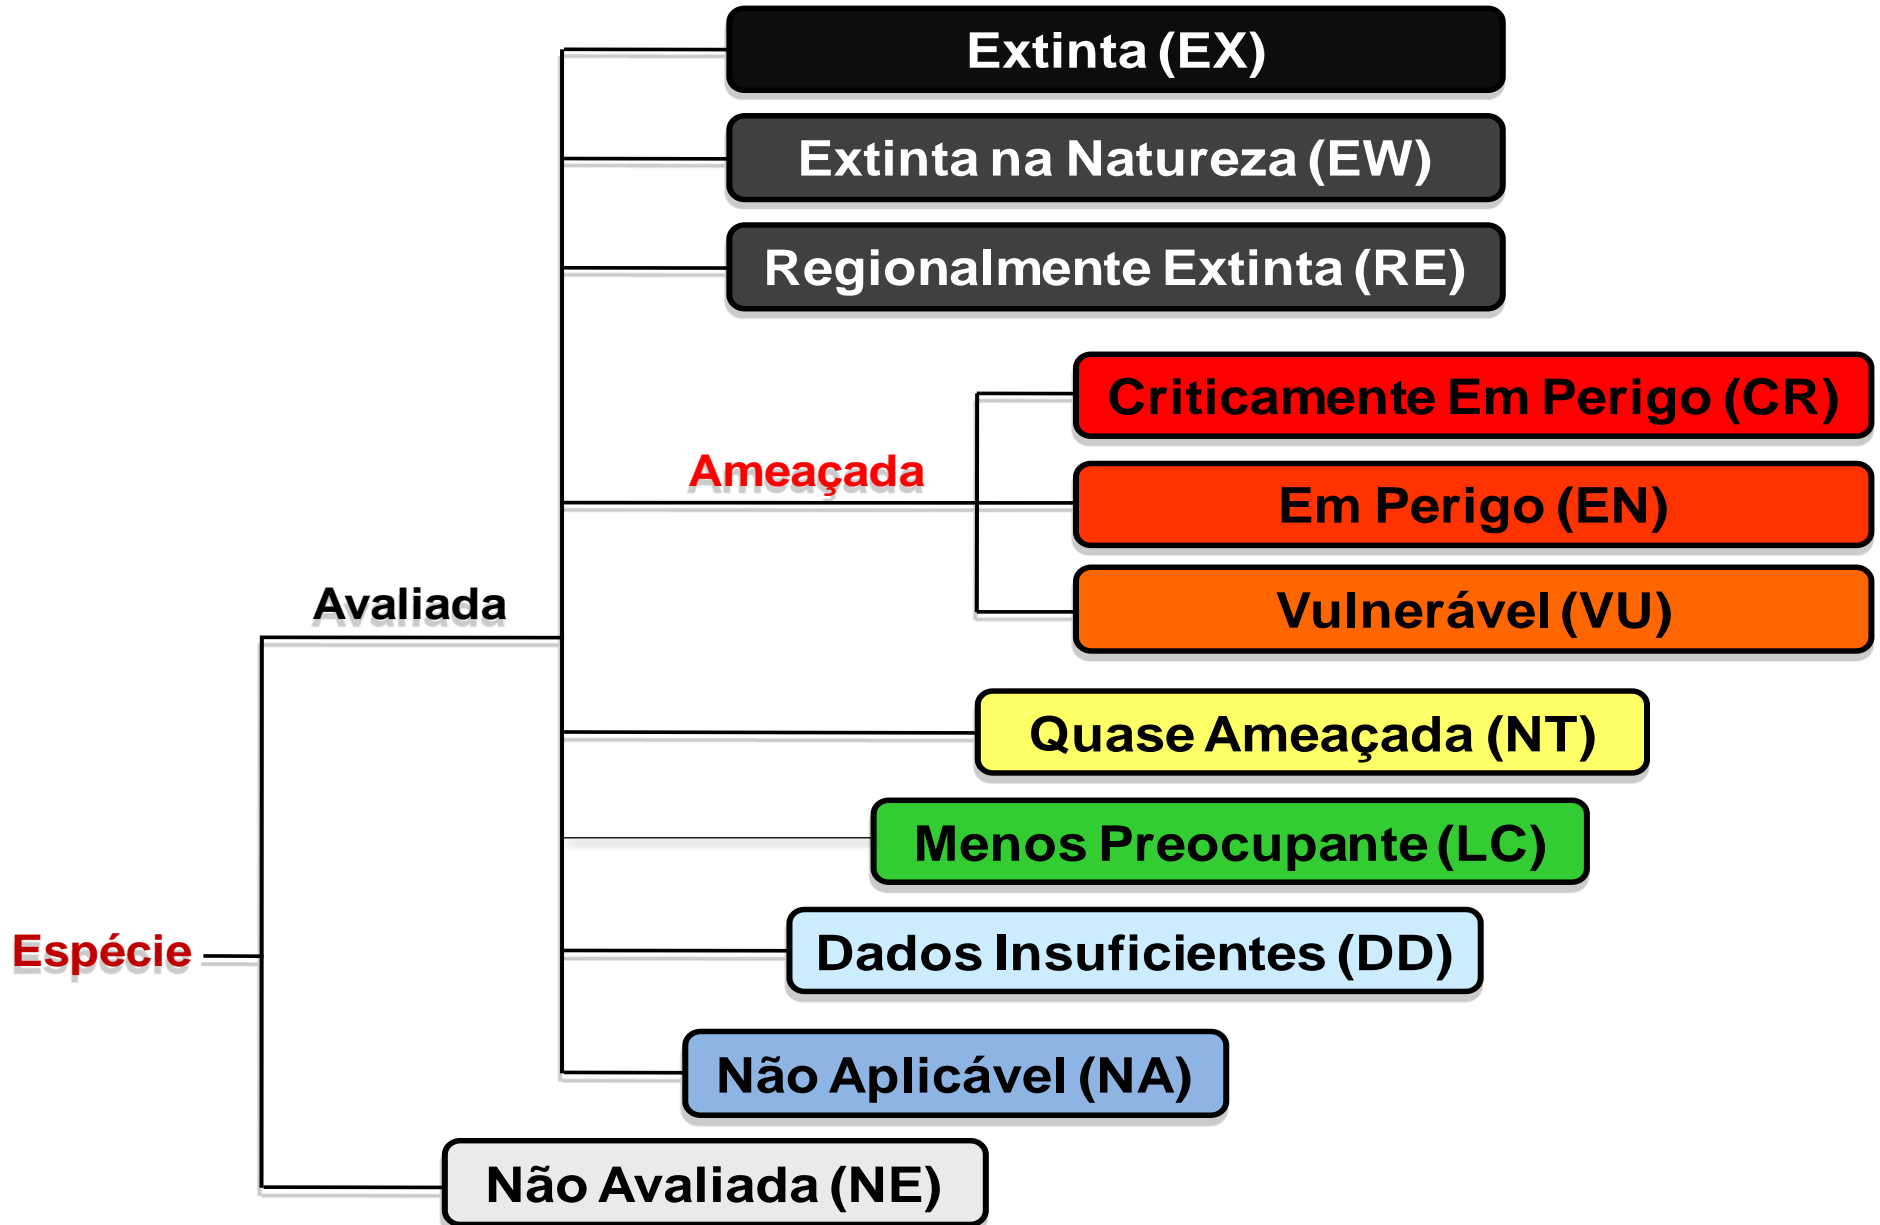 Extinta (EX)
Extinta na Natureza (EW)
Regionalmente Extinta (RE)
Criticamente Em Perigo (CR)
Ameaçada
Em Perigo (EN)
Avaliada
Vulnerável (VU)
Quase Ameaçada (NT)
Menos Preocupante (LC)
Espécie
Dados Insuficientes (DD)
Não Aplicável (NA)
Não Avaliada (NE)